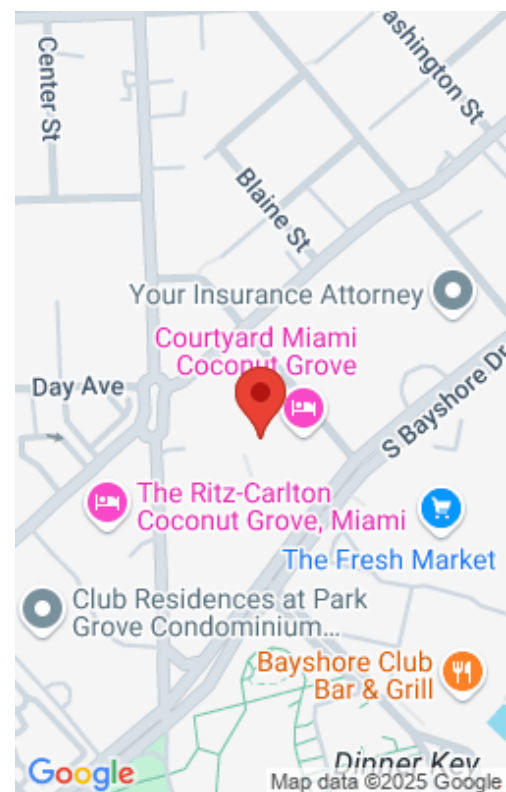 Center St
ashington St
Blaine St
Your Insurance Attorney
Courtyard Miami
Coconut Grove
Day Ave
S Bayshore Dr
The Ritz-Carlton
Coconut Grove, Miami
The Fresh Market
Club Residences at Park
Grove Condominium...
Bayshore Club
Bar & Grill
Dinner Key
Google
Map data ©2025 Google